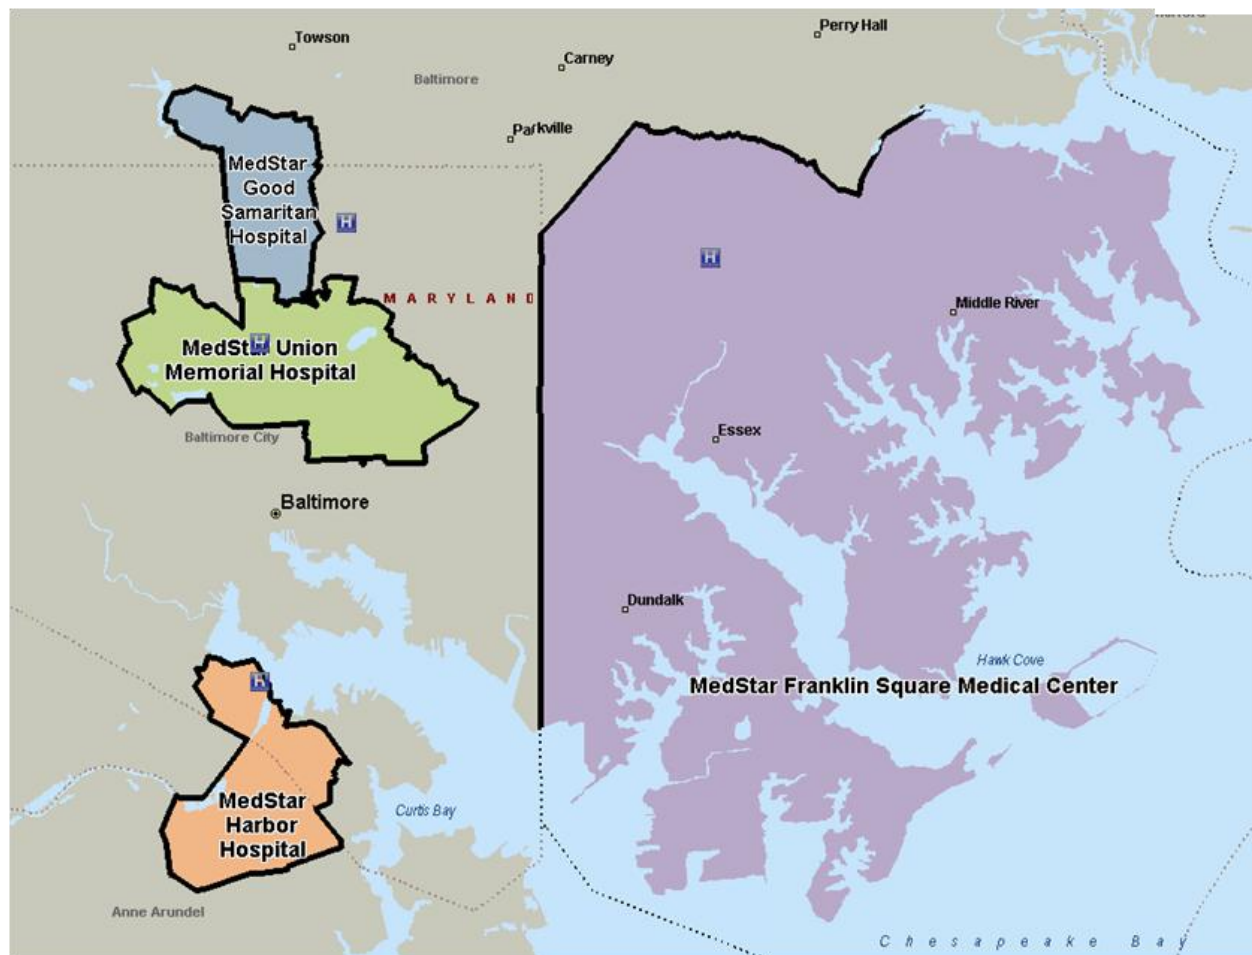 Towson
Perry Hall
Carney
Baltimore
Parkville
MedStar
Good
Samaritan
Hospital
H
H
MARYLAND
Middle River
H
MedStar Union
Memorial Hospital
Essex
Baltimore City
Baltimore
Dundalk
Hawk Cove
H
MedStar Franklin Square Medical Center
MedStar
Harbor
Hospital
Curtis Bay
Anne Arundel
Chesapeake Bay